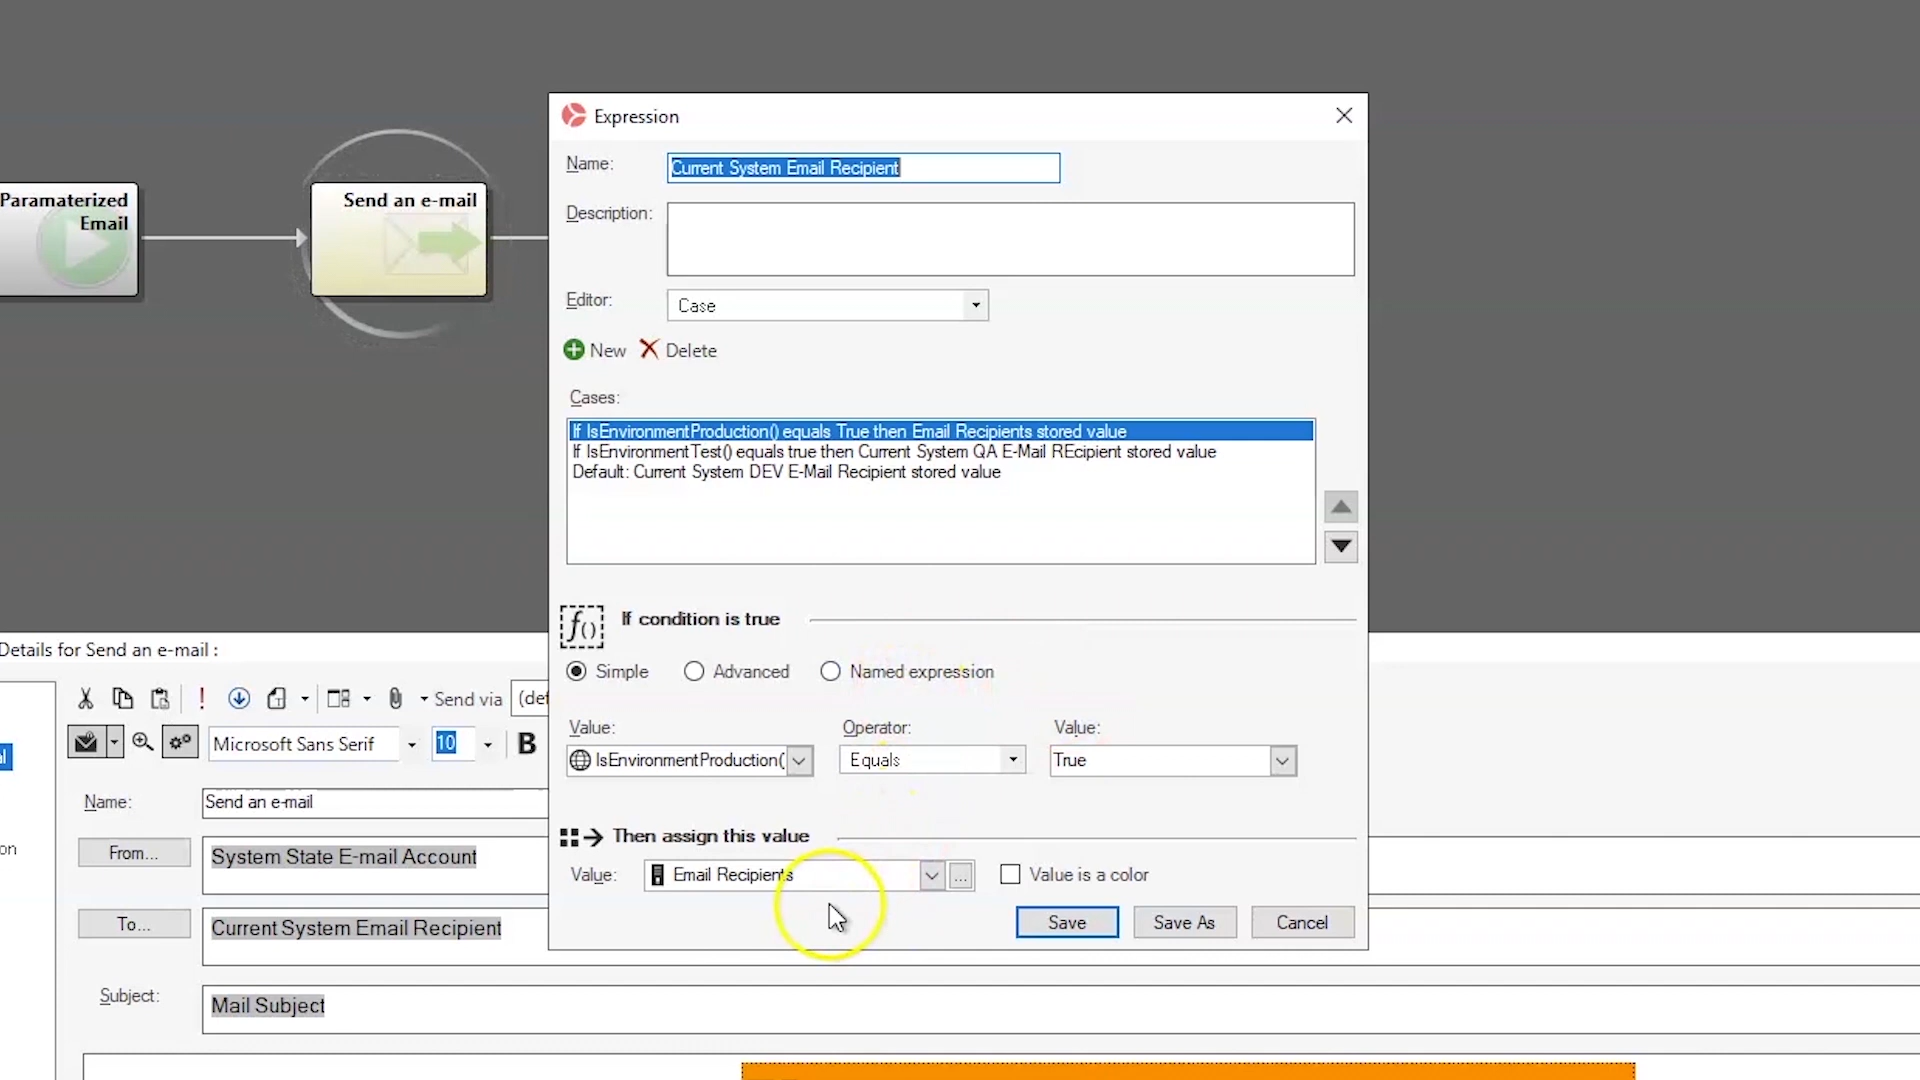 Expression
Name:
Current System Email Recipient
Paramaterized
Email
Send an e-mail
Description:
Editor:
Case
New
Delete
Cases:
If IsEnvironmentProduction() equals True then Email Recipients stored value
If IsEnvironmentTest() equals true then Current System QA E-Mail REcipient stored value
Default: Current System DEV E-Mail Recipient stored value
f()
If condition is true
Simple
Advanced
Named expression
Value:
Operator:
Value:
IsEnvironmentProduction(
Equals
True
Then assign this value
Value:
Email Recipients
...
Value is a color
Save
Save As
Cancel
Details for Send an e-mail :
Send via
(def
Microsoft Sans Serif
10
B
Name:
Send an e-mail
on
From...
System State E-mail Account
To...
Current System Email Recipient
Subject:
Mail Subject